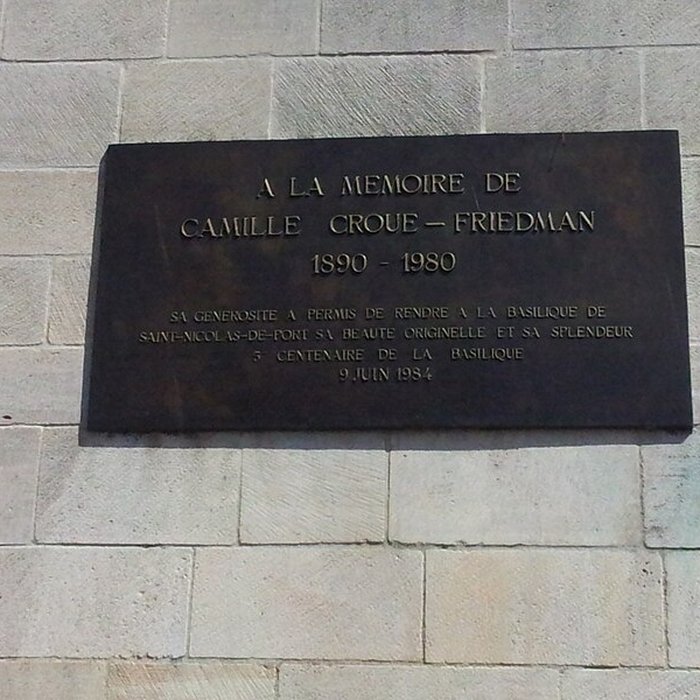 A LA MEMOIRE DE
CAMILLE CROUE-FRIEDMAN
1890 - 1980
SA GENEROSITE A PERMIS DE RENDRE A LA BASILIQUE DE
SAINT-NICOLAS-DE-PORT SA BEAUTE ORIGINELLE ET SA SPLENDEUR
5e CENTENAIRE DE LA BASILIQUE
9 JUIN 1984